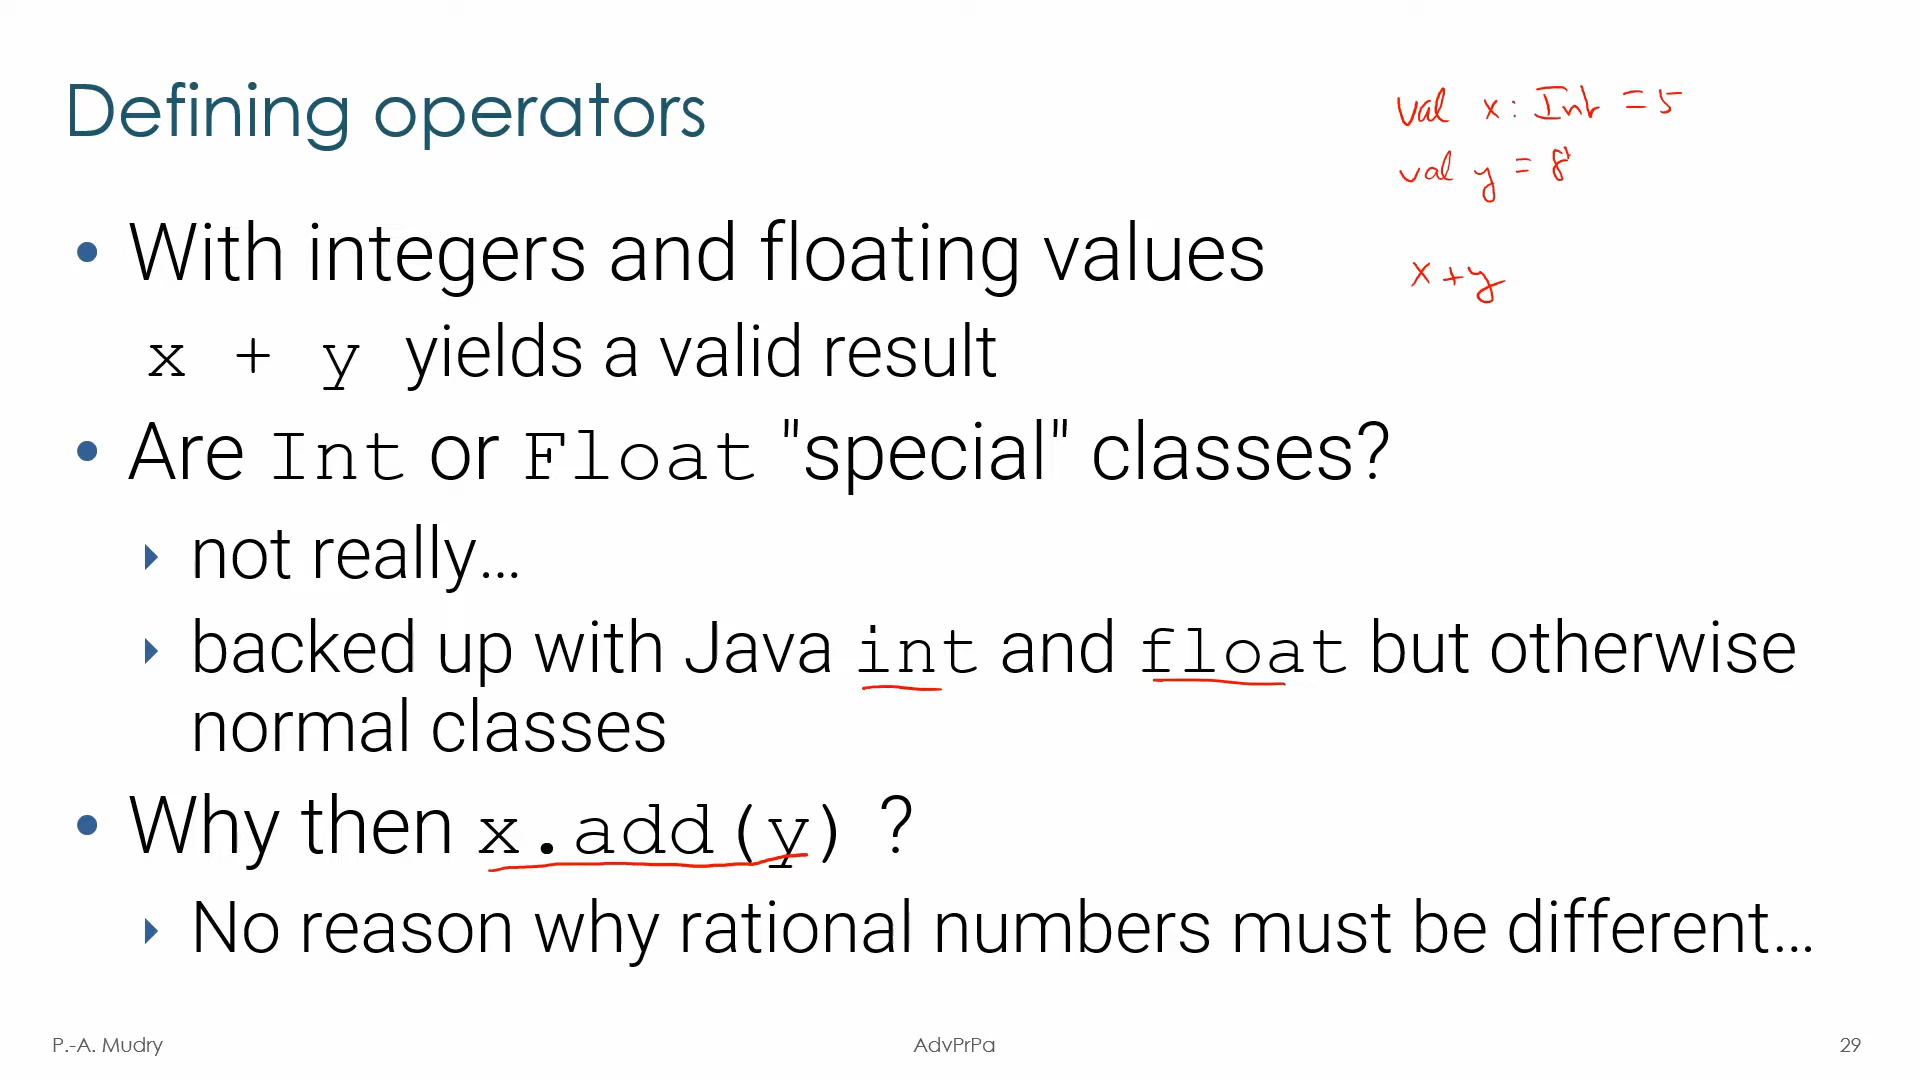 Defining operators
val x: Int = 5
val y = 8
x + y
• With integers and floating values
x + y yields a valid result
• Are Int or Float "special" classes?
‣ not really…
‣ backed up with Java int and float but otherwise
normal classes
• Why then x.add(y) ?
‣ No reason why rational numbers must be different…
P.-A. Mudry
AdvPrPa
29